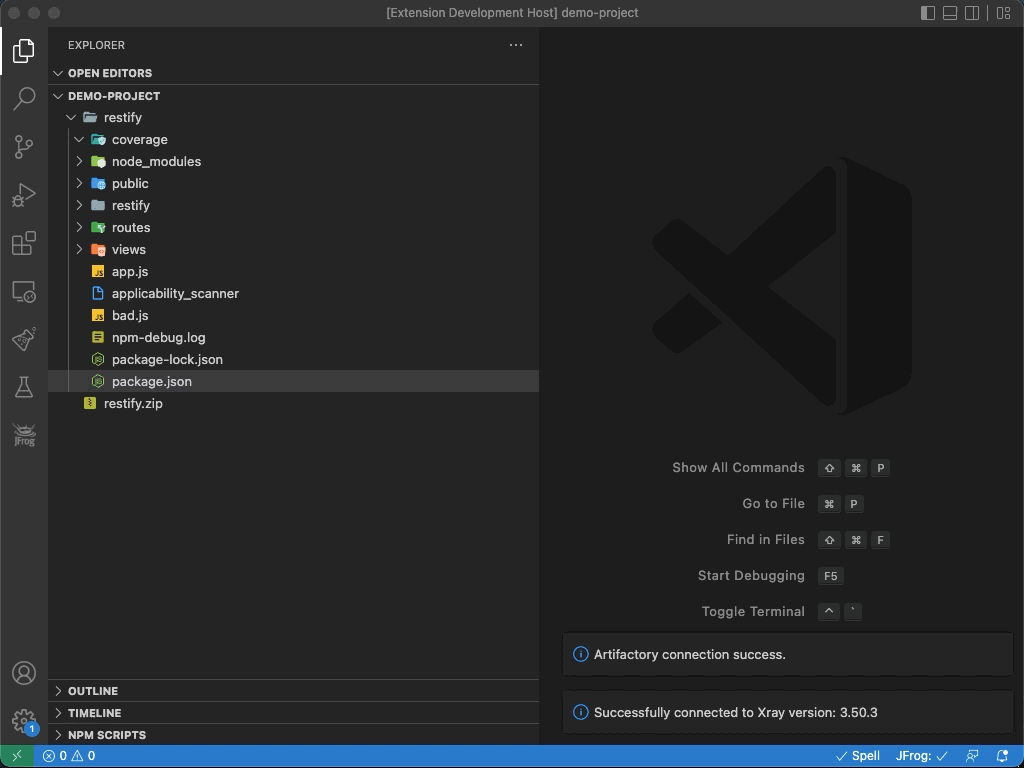 [Extension Development Host] demo-project
EXPLORER
OPEN EDITORS
DEMO-PROJECT
restify
coverage
node_modules
public
restify
routes
views
JS app.js
applicability_scanner
JS bad.js
npm-debug.log
package-lock.json
package.json
restify.zip
JFrog
Show All Commands ⇧ ⌘ P
Go to File ⌘ P
Find in Files ⇧ ⌘ F
Start Debugging F5
Toggle Terminal ^ `
Artifactory connection success.
Successfully connected to Xray version: 3.50.3
OUTLINE
TIMELINE
NPM SCRIPTS
1
0 0
Spell JFrog: